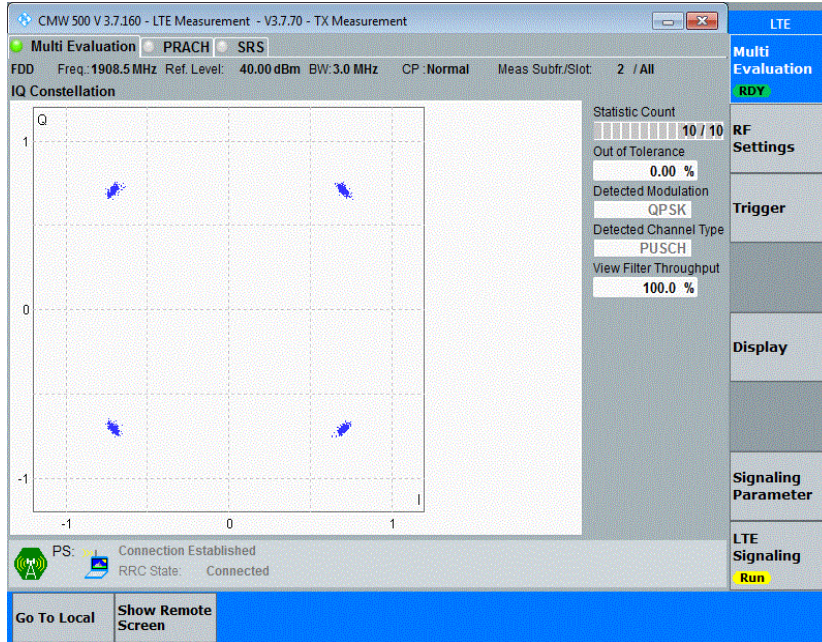 CMW 500 V 3.7.160 - LTE Measurement - V3.7.70 - TX Measurement
LTE
Multi Evaluation PRACH SRS
Multi
Evaluation
RDY
FDD Freq.:1908.5 MHz Ref. Level: 40.00 dBm BW:3.0 MHz CP :Normal Meas Subfr./Slot: 2 / All
IQ Constellation
Q
1
0
-1
-1
0
1
I
Statistic Count
10 / 10
Out of Tolerance
0.00 %
Detected Modulation
QPSK
Detected Channel Type
PUSCH
View Filter Throughput
100.0 %
RF
Settings
Trigger
Display
Signaling
Parameter
LTE
Signaling
Run
PS: Connection Established
RRC State: Connected
Go To Local
Show Remote
Screen